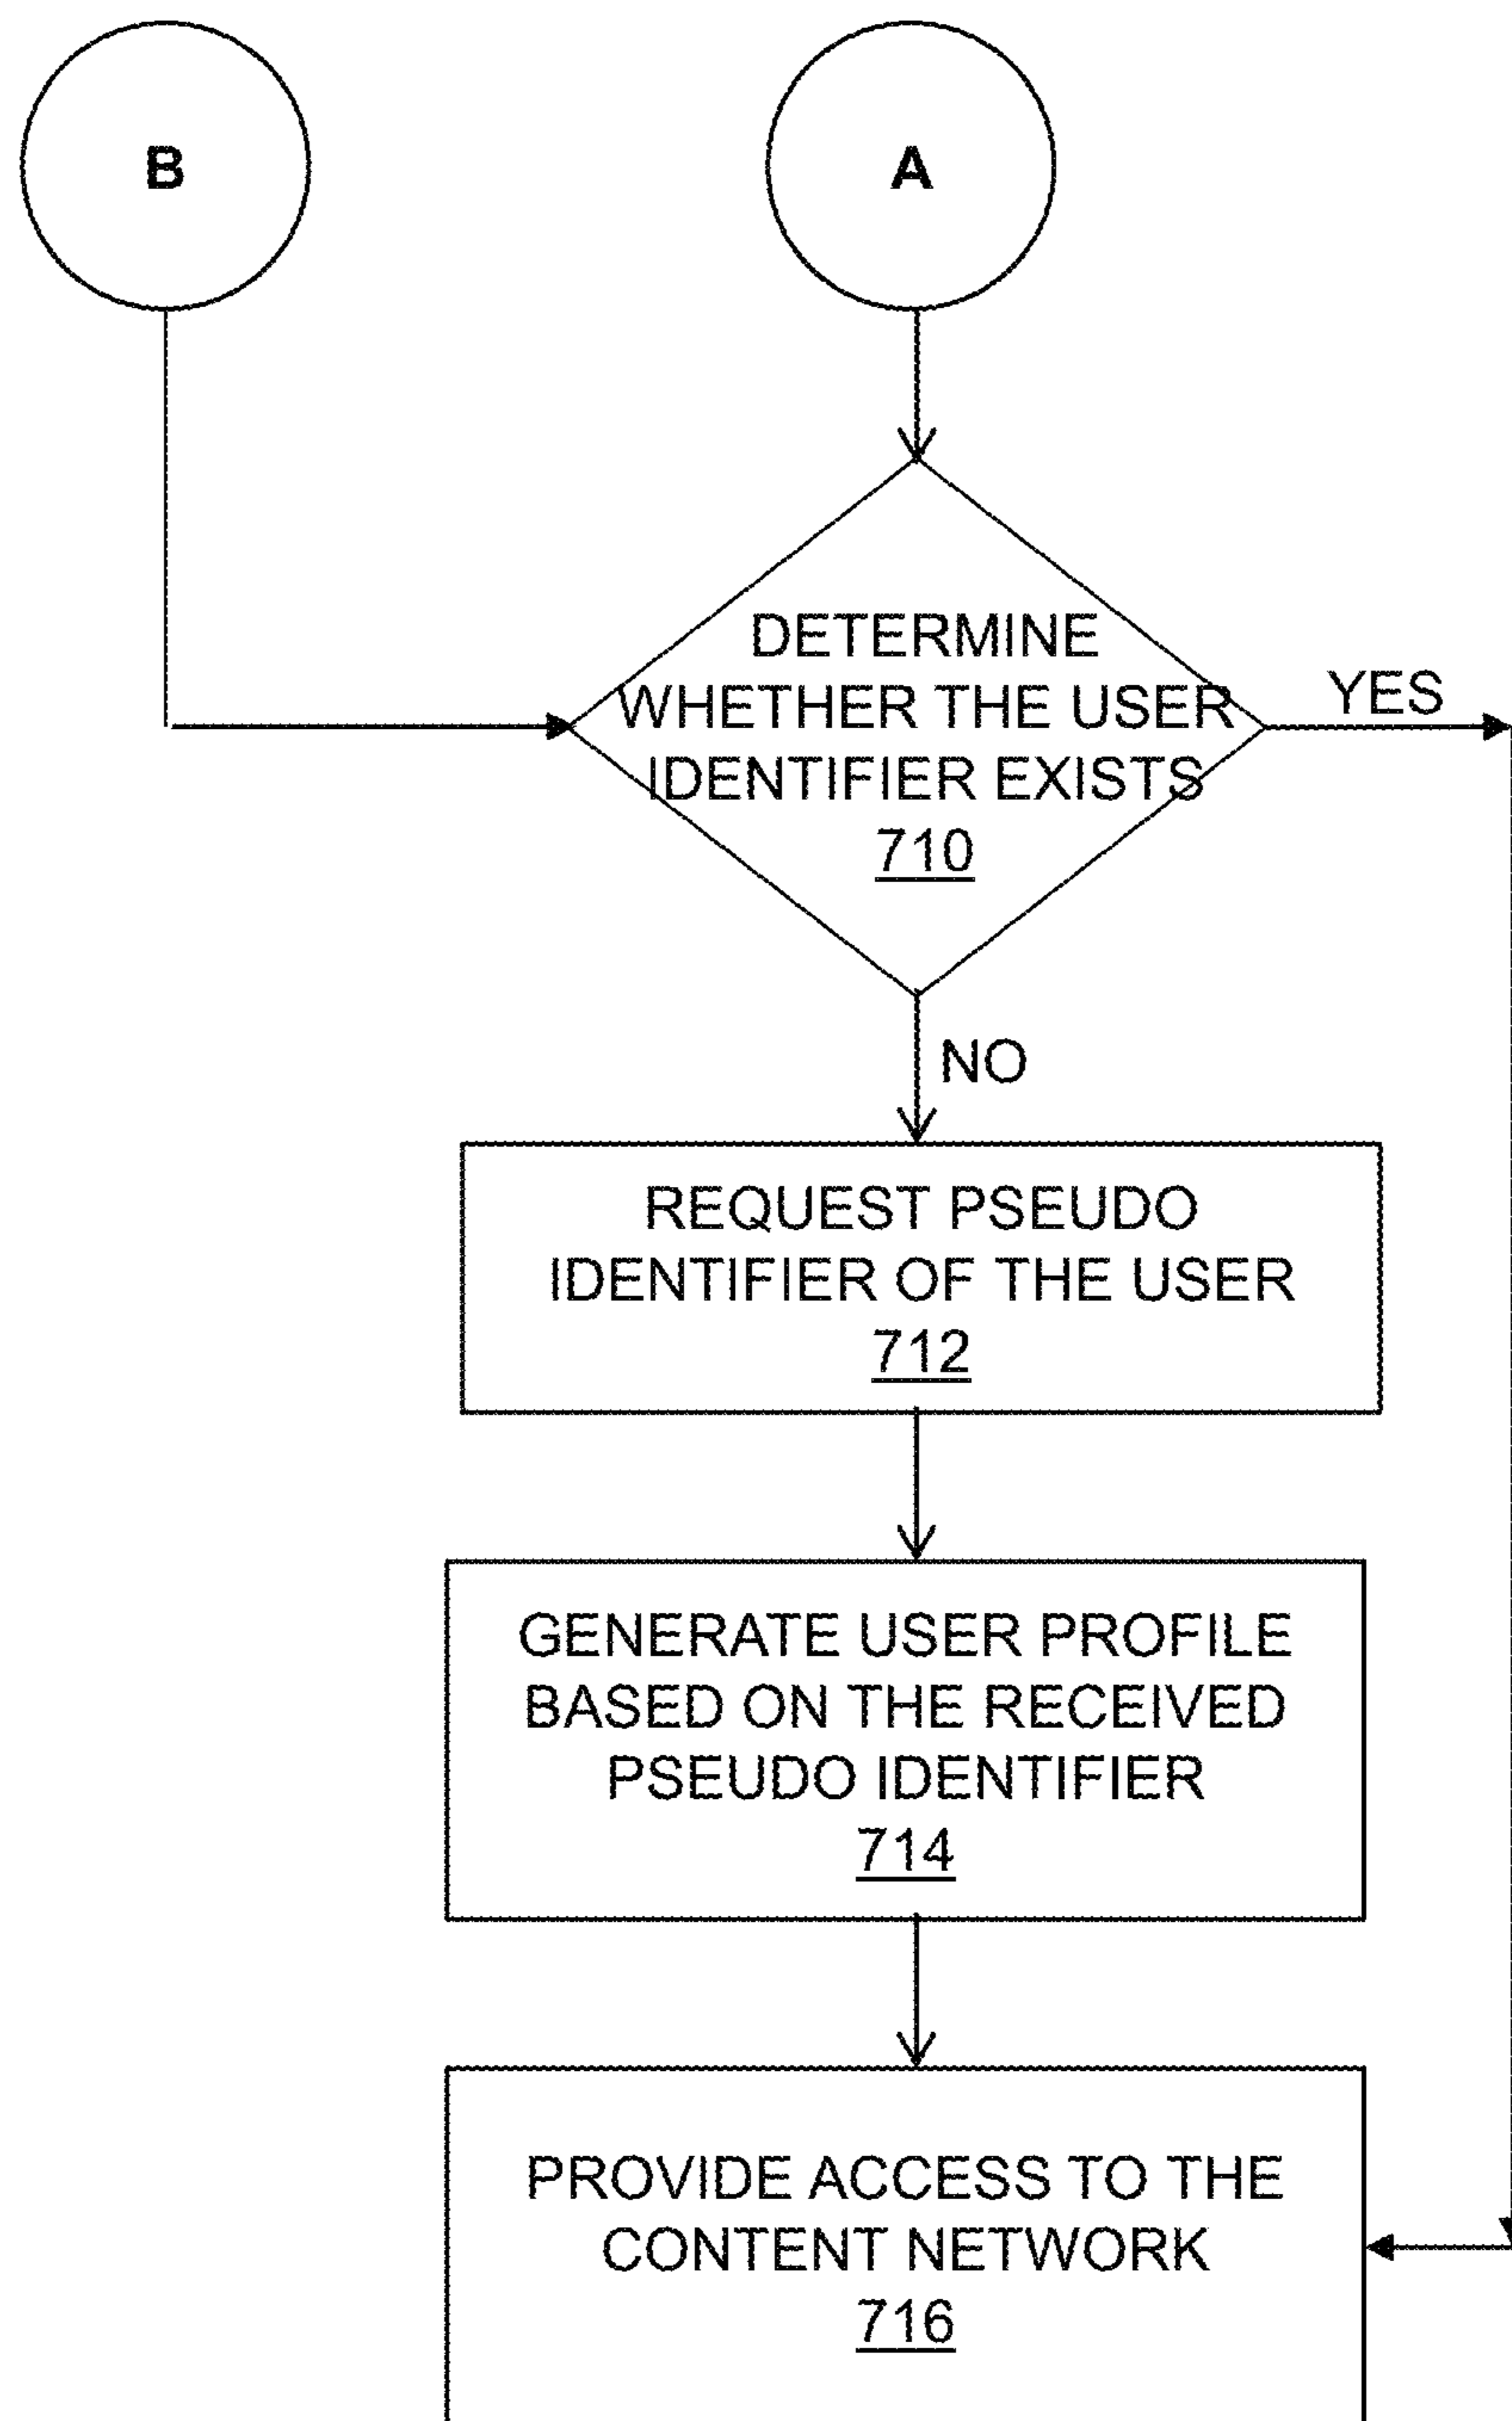 B
A
DETERMINE
WHETHER THE USER
IDENTIFIER EXISTS
710
YES
NO
REQUEST PSEUDO
IDENTIFIER OF THE USER
712
GENERATE USER PROFILE
BASED ON THE RECEIVED
PSEUDO IDENTIFIER
714
PROVIDE ACCESS TO THE
CONTENT NETWORK
716